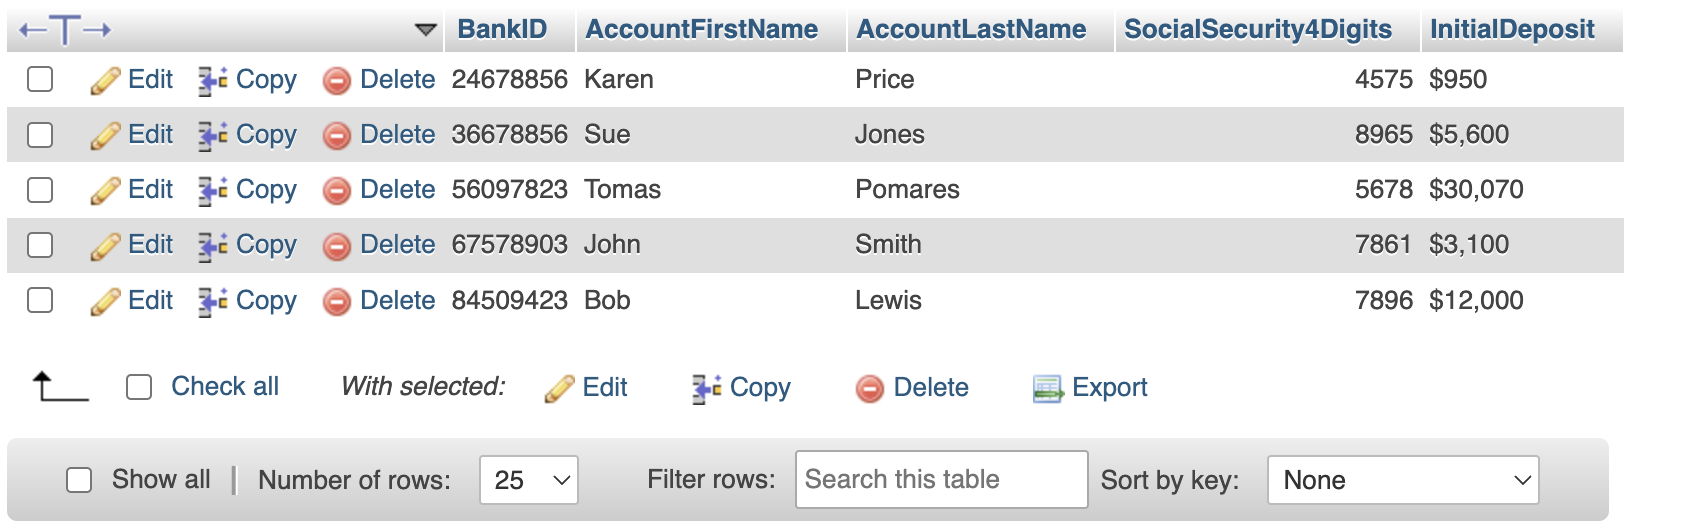 BankID AccountFirstName AccountLastName SocialSecurity4Digits InitialDeposit
Edit Copy Delete 24678856 Karen Price 4575 $950
Edit Copy Delete 36678856 Sue Jones 8965 $5,600
Edit Copy Delete 56097823 Tomas Pomares 5678 $30,070
Edit Copy Delete 67578903 John Smith 7861 $3,100
Edit Copy Delete 84509423 Bob Lewis 7896 $12,000
Check all With selected: Edit Copy Delete Export
Show all | Number of rows: 25 Filter rows: Search this table Sort by key: None